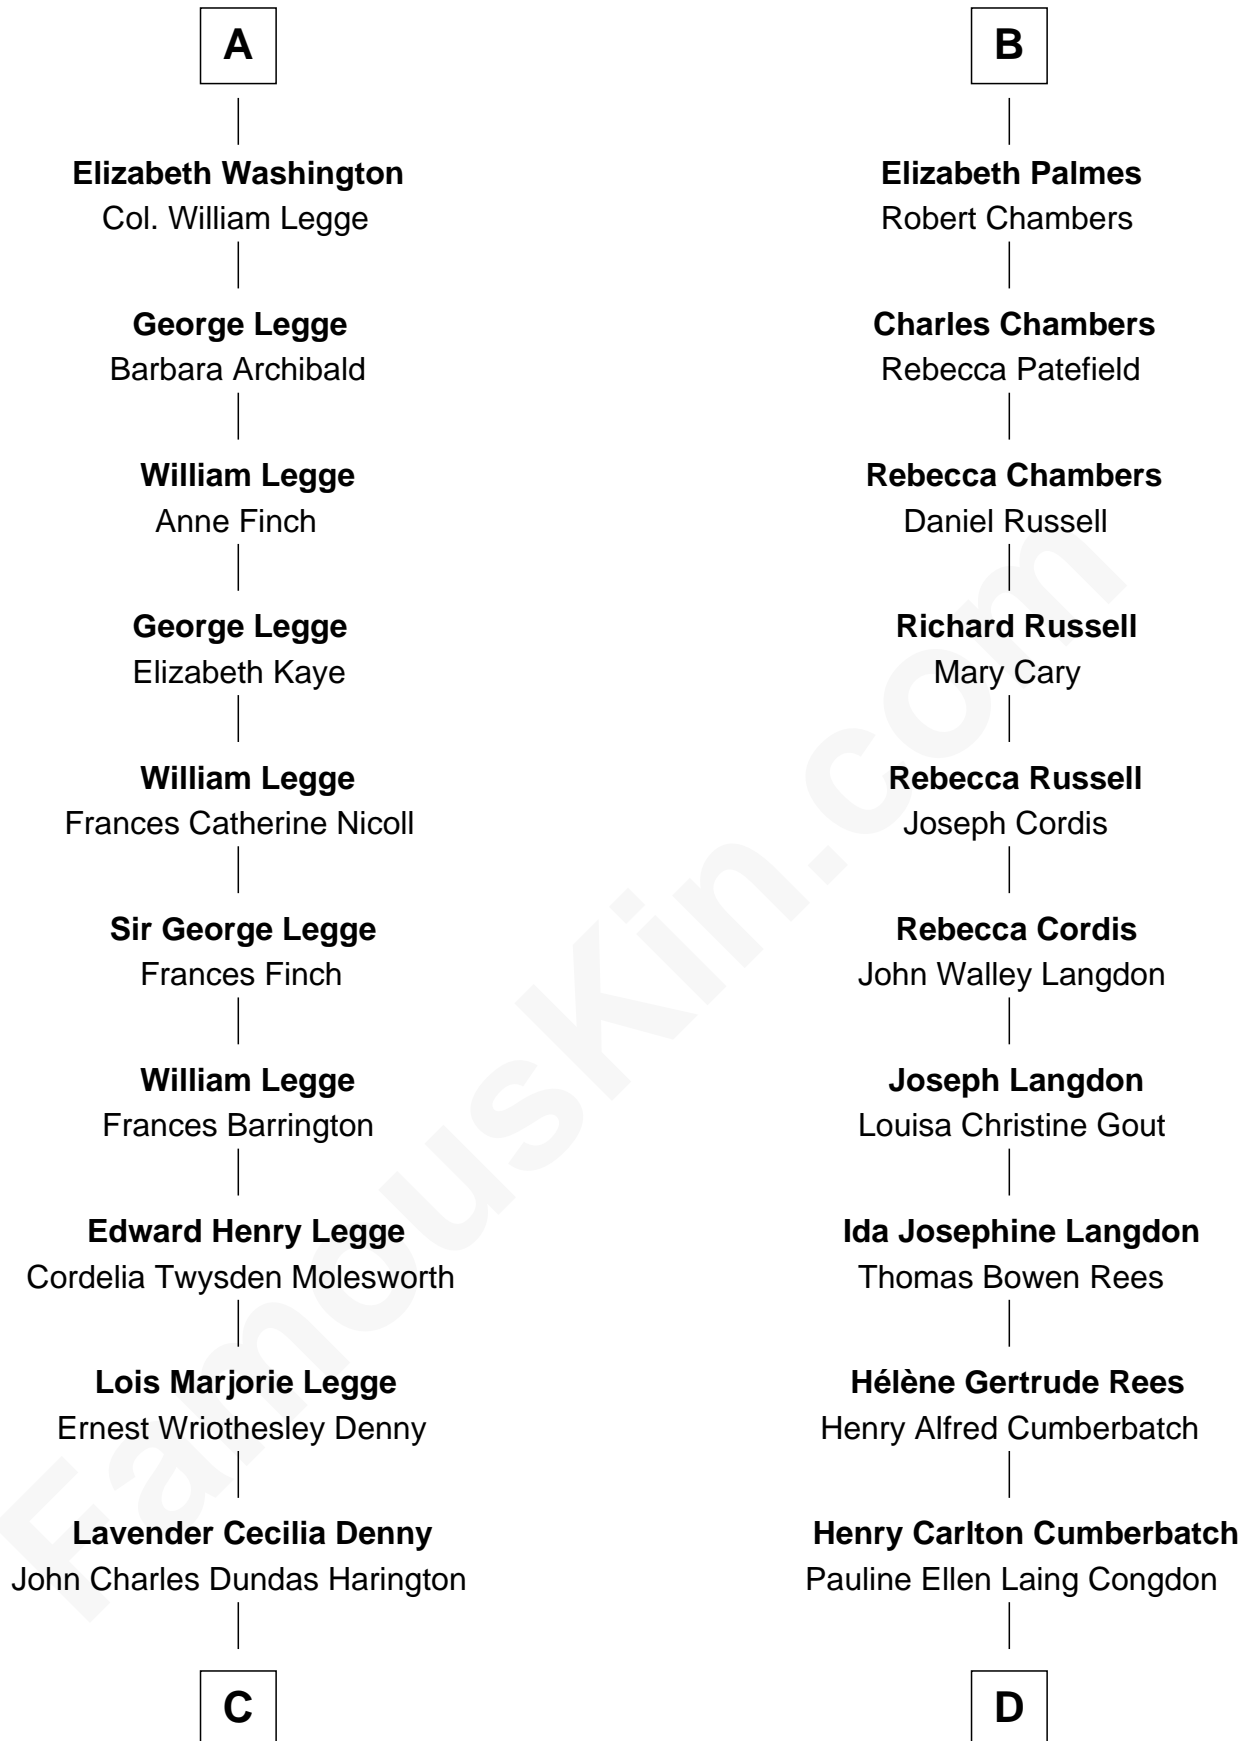 A
Elizabeth Washington
Col. William Legge
George Legge
Barbara Archibald
William Legge
Anne Finch
George Legge
Elizabeth Kaye
William Legge
Frances Catherine Nicoll
Sir George Legge
Frances Finch
William Legge
Frances Barrington
Edward Henry Legge
Cordelia Twysden Molesworth
Lois Marjorie Legge
Ernest Wriothesley Denny
Lavender Cecilia Denny
John Charles Dundas Harington
C
B
Elizabeth Palmes
Robert Chambers
Charles Chambers
Rebecca Patefield
Rebecca Chambers
Daniel Russell
Richard Russell
Mary Cary
Rebecca Russell
Joseph Cordis
Rebecca Cordis
John Walley Langdon
Joseph Langdon
Louisa Christine Gout
Ida Josephine Langdon
Thomas Bowen Rees
Hélène Gertrude Rees
Henry Alfred Cumberbatch
Henry Carlton Cumberbatch
Pauline Ellen Laing Congdon
D
FamousKin.com